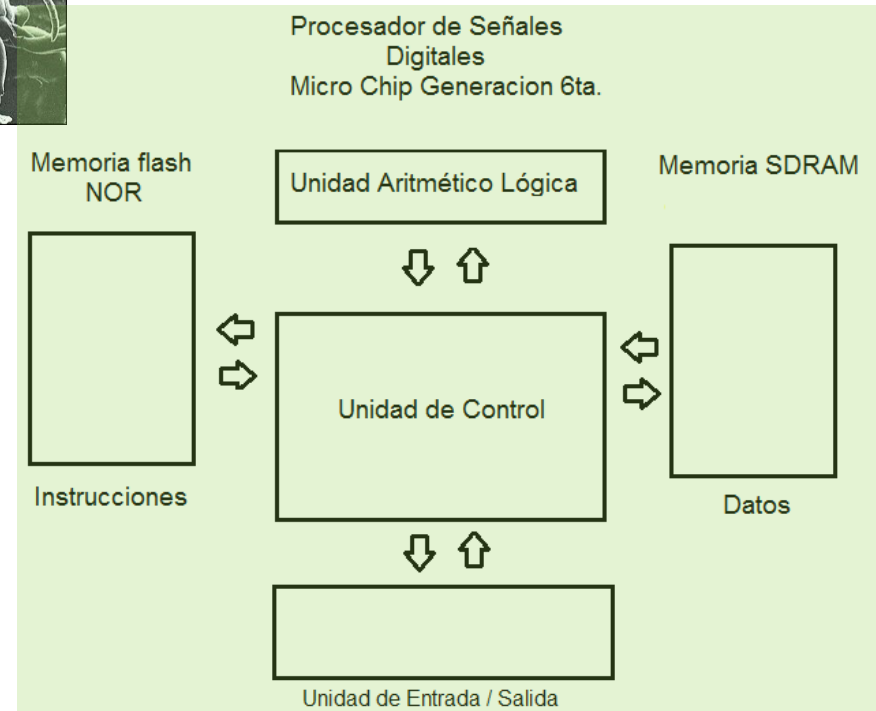 Procesador de Señales
Digitales
Micro Chip Generacion 6ta.
Memoria flash
NOR
Unidad Aritmético Lógica
Memoria SDRAM
Unidad de Control
Instrucciones
Datos
Unidad de Entrada / Salida